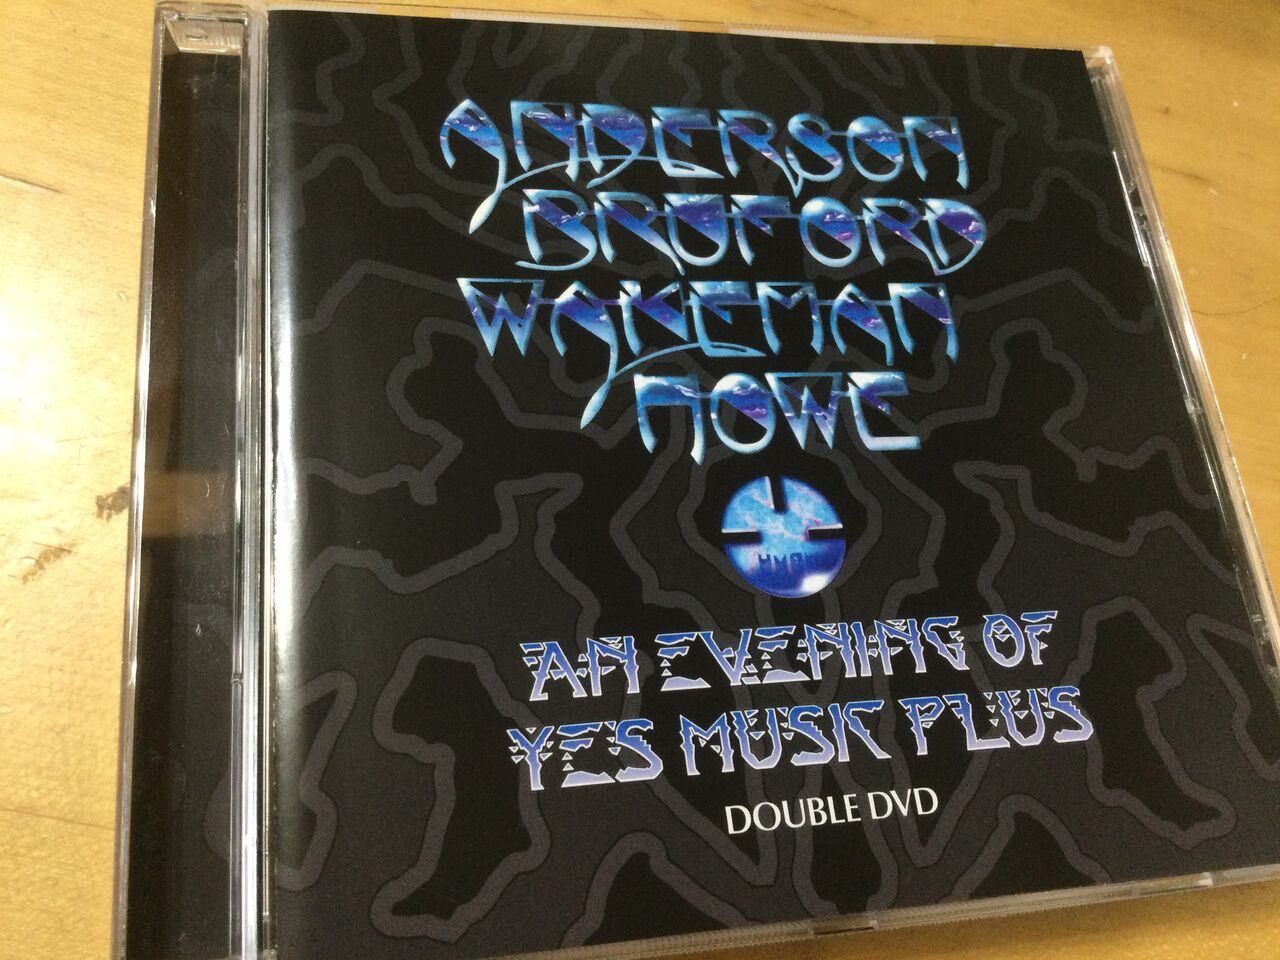 ANDERSON
BRUFORD
WAKEMAN
HOWE
AN EVENING OF
YES MUSIC PLUS
DOUBLE DVD